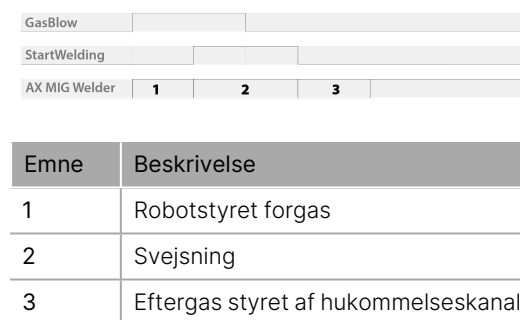 GasBlow
StartWelding
AX MIG Welder 1 2 3
Emne Beskrivelse
1 Robotstyret forgas
2 Svejsning
3 Eftergas styret af hukommelseskanal